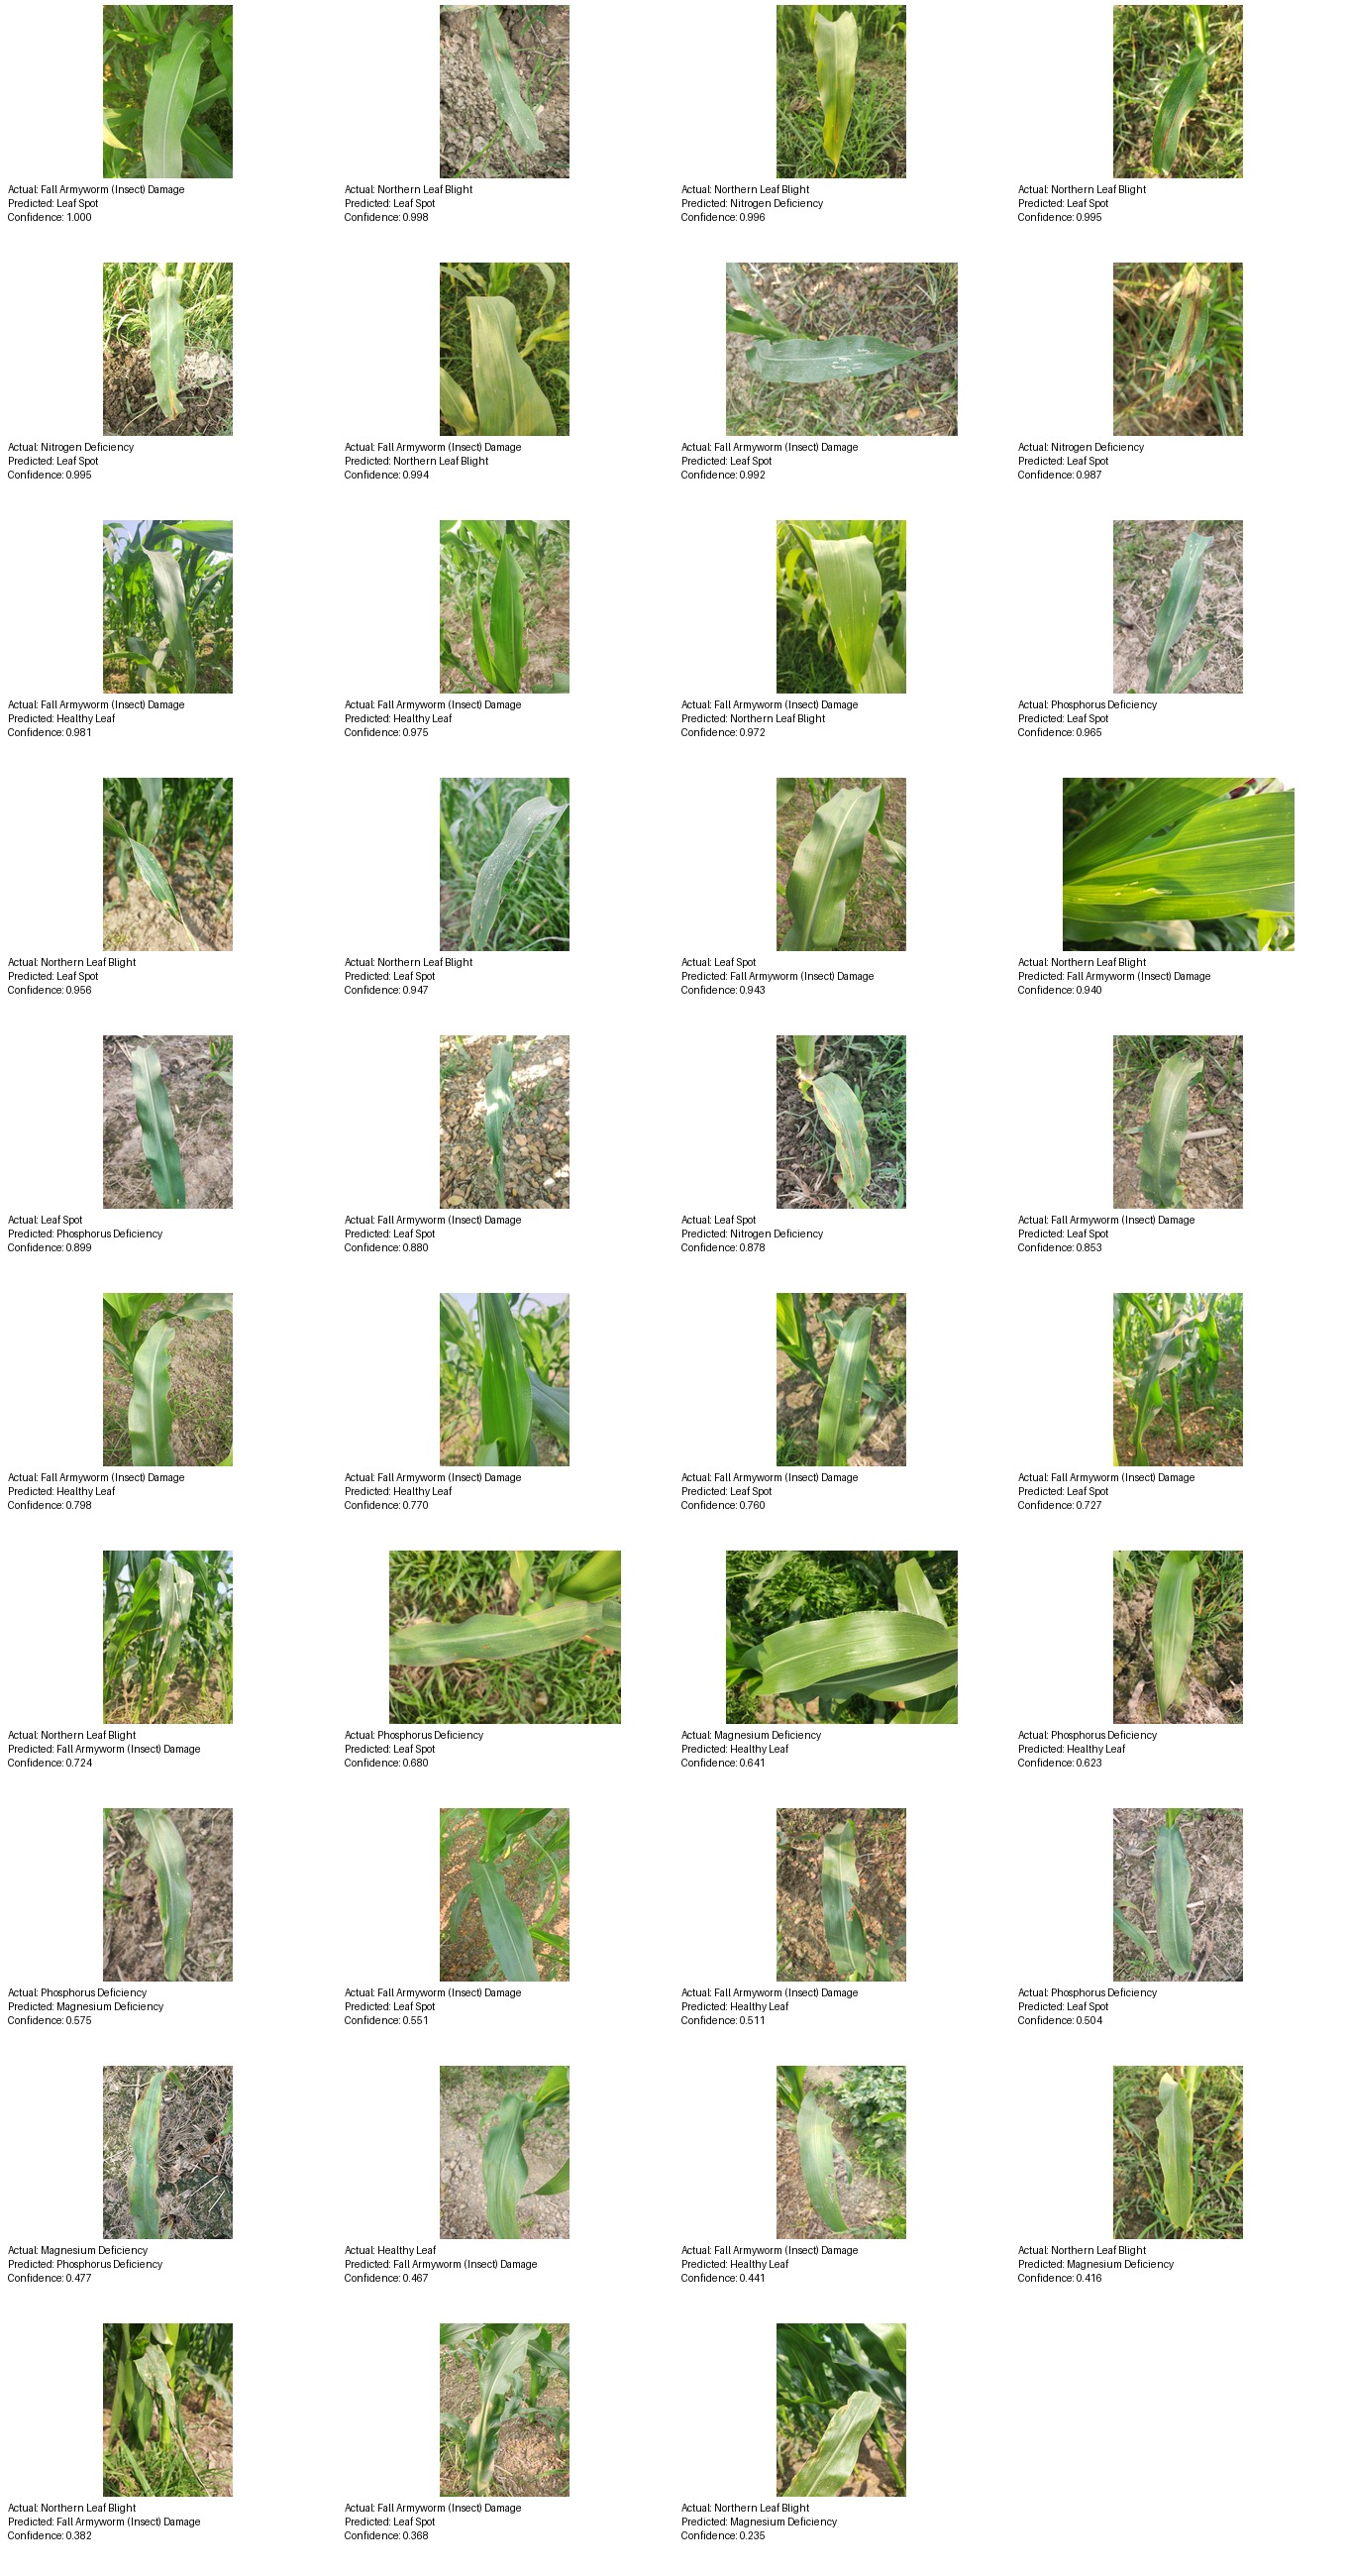 Actual: Fall Armyworm (Insect) Damage
Predicted: Leaf Spot
Confidence: 1.000
Actual: Northern Leaf Blight
Predicted: Leaf Spot
Confidence: 0.998
Actual: Northern Leaf Blight
Predicted: Nitrogen Deficiency
Confidence: 0.996
Actual: Northern Leaf Blight
Predicted: Leaf Spot
Confidence: 0.995
Actual: Nitrogen Deficiency
Predicted: Leaf Spot
Confidence: 0.995
Actual: Fall Armyworm (Insect) Damage
Predicted: Northern Leaf Blight
Confidence: 0.994
Actual: Fall Armyworm (Insect) Damage
Predicted: Leaf Spot
Confidence: 0.992
Actual: Nitrogen Deficiency
Predicted: Leaf Spot
Confidence: 0.987
Actual: Fall Armyworm (Insect) Damage
Predicted: Healthy Leaf
Confidence: 0.981
Actual: Fall Armyworm (Insect) Damage
Predicted: Healthy Leaf
Confidence: 0.975
Actual: Fall Armyworm (Insect) Damage
Predicted: Northern Leaf Blight
Confidence: 0.972
Actual: Phosphorus Deficiency
Predicted: Leaf Spot
Confidence: 0.965
Actual: Northern Leaf Blight
Predicted: Leaf Spot
Confidence: 0.956
Actual: Northern Leaf Blight
Predicted: Leaf Spot
Confidence: 0.947
Actual: Leaf Spot
Predicted: Fall Armyworm (Insect) Damage
Confidence: 0.943
Actual: Northern Leaf Blight
Predicted: Fall Armyworm (Insect) Damage
Confidence: 0.940
Actual: Leaf Spot
Predicted: Phosphorus Deficiency
Confidence: 0.899
Actual: Fall Armyworm (Insect) Damage
Predicted: Leaf Spot
Confidence: 0.880
Actual: Leaf Spot
Predicted: Nitrogen Deficiency
Confidence: 0.878
Actual: Fall Armyworm (Insect) Damage
Predicted: Leaf Spot
Confidence: 0.853
Actual: Fall Armyworm (Insect) Damage
Predicted: Healthy Leaf
Confidence: 0.798
Actual: Fall Armyworm (Insect) Damage
Predicted: Healthy Leaf
Confidence: 0.770
Actual: Fall Armyworm (Insect) Damage
Predicted: Leaf Spot
Confidence: 0.760
Actual: Fall Armyworm (Insect) Damage
Predicted: Leaf Spot
Confidence: 0.727
Actual: Northern Leaf Blight
Predicted: Fall Armyworm (Insect) Damage
Confidence: 0.724
Actual: Phosphorus Deficiency
Predicted: Leaf Spot
Confidence: 0.680
Actual: Magnesium Deficiency
Predicted: Healthy Leaf
Confidence: 0.641
Actual: Phosphorus Deficiency
Predicted: Healthy Leaf
Confidence: 0.623
Actual: Phosphorus Deficiency
Predicted: Magnesium Deficiency
Confidence: 0.575
Actual: Fall Armyworm (Insect) Damage
Predicted: Leaf Spot
Confidence: 0.551
Actual: Fall Armyworm (Insect) Damage
Predicted: Healthy Leaf
Confidence: 0.511
Actual: Phosphorus Deficiency
Predicted: Leaf Spot
Confidence: 0.504
Actual: Magnesium Deficiency
Predicted: Phosphorus Deficiency
Confidence: 0.477
Actual: Healthy Leaf
Predicted: Fall Armyworm (Insect) Damage
Confidence: 0.467
Actual: Fall Armyworm (Insect) Damage
Predicted: Healthy Leaf
Confidence: 0.441
Actual: Northern Leaf Blight
Predicted: Magnesium Deficiency
Confidence: 0.416
Actual: Northern Leaf Blight
Predicted: Fall Armyworm (Insect) Damage
Confidence: 0.382
Actual: Fall Armyworm (Insect) Damage
Predicted: Leaf Spot
Confidence: 0.368
Actual: Northern Leaf Blight
Predicted: Magnesium Deficiency
Confidence: 0.235